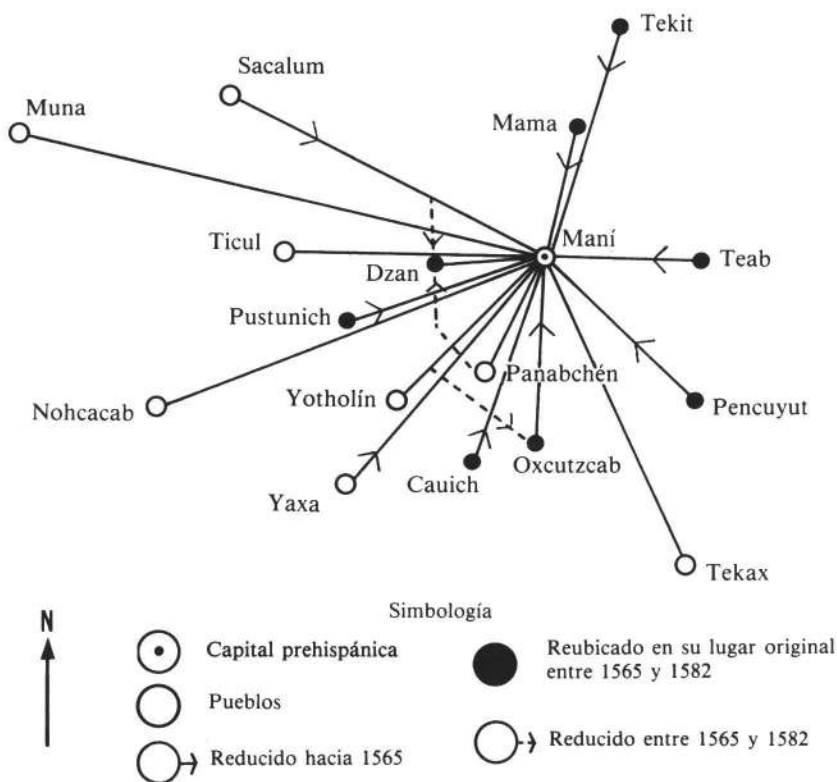 Tekit
Sacalum
Muna
Mama
Ticul
Maní
Dzan
Teab
Pustunich
Panabchén
Nohcacab
Yotholín
Pencuyut
Oxcutzcab
Cauich
Yaxa
Tekax
Simbología
N
Capital prehispánica
Pueblos
Reducido hacia 1565
Reubicado en su lugar original
entre 1565 y 1582
Reducido entre 1565 y 1582